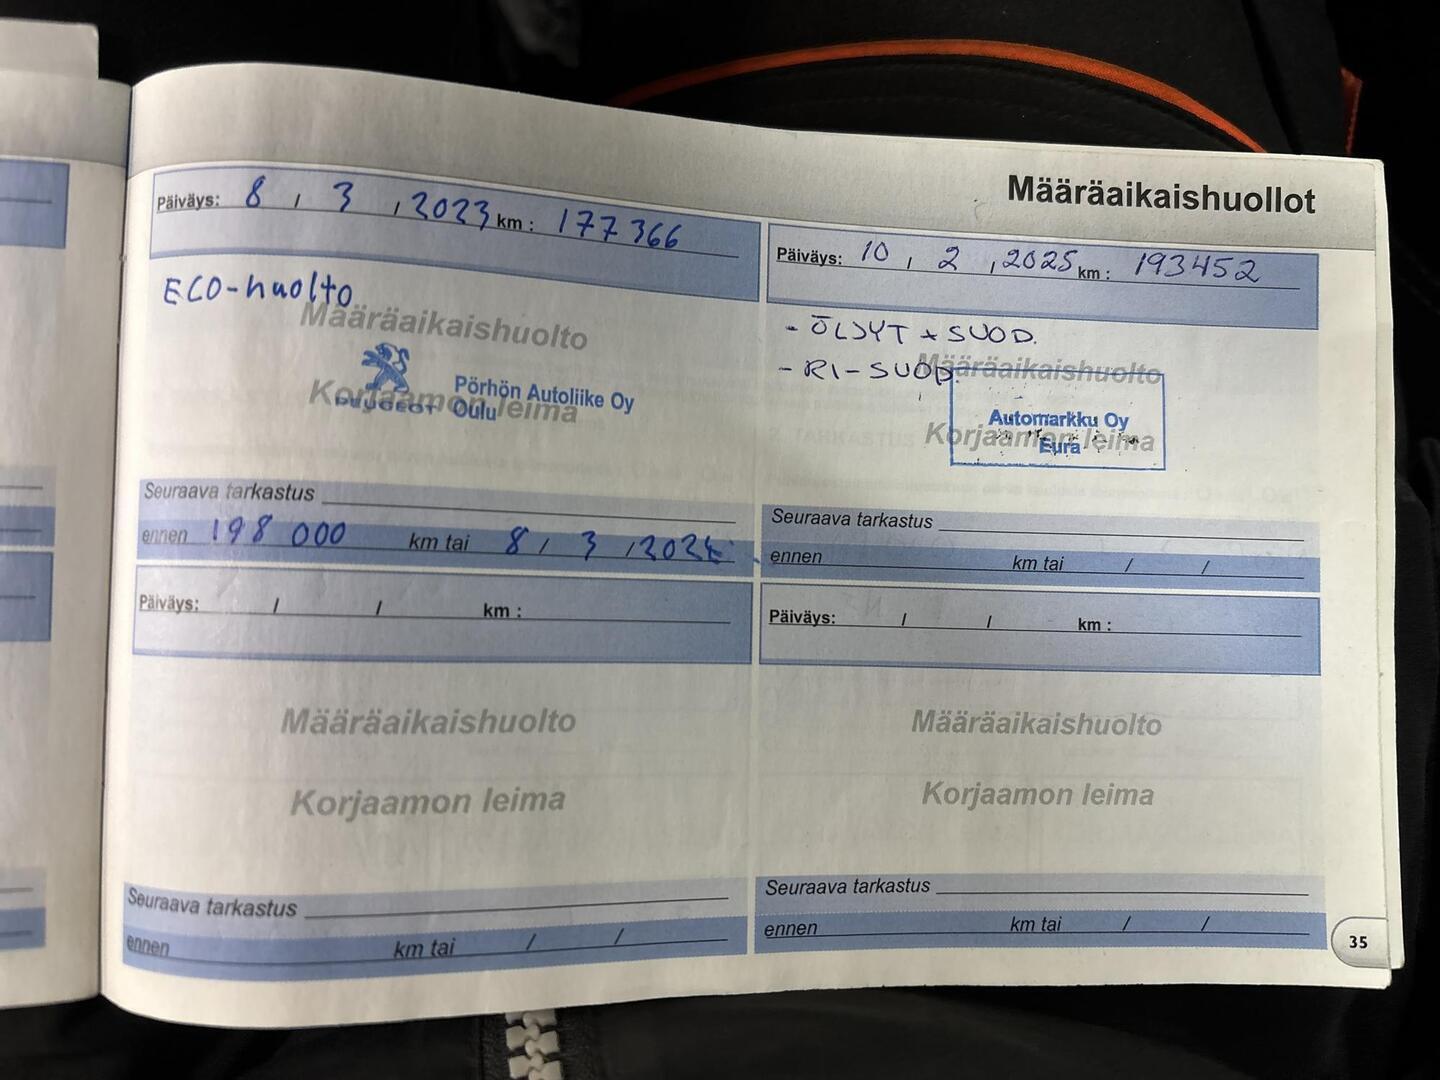 Määräaikaishuollot
Päiväys: 8 / 3 / 2023 km : 177 366
ECO-huolto
Määräaikaishuolto
Korjaamon leima
PEUGEOT
Pörhön Autoliike Oy
Oulu
Seuraava tarkastus
ennen 198 000 km tai 8 / 3 / 2024
Päiväys: 10 / 2 / 2025 km : 193452
- ÖLJYT + SUOD.
- RI-SUOD.
Määräaikaishuolto
Korjaamon leima
Automarkku Oy
Eura
Seuraava tarkastus
ennen km tai / /
Päiväys: / / km :
Määräaikaishuolto
Korjaamon leima
Seuraava tarkastus
ennen km tai / /
Päiväys: / / km :
Määräaikaishuolto
Korjaamon leima
Seuraava tarkastus
ennen km tai / /
35